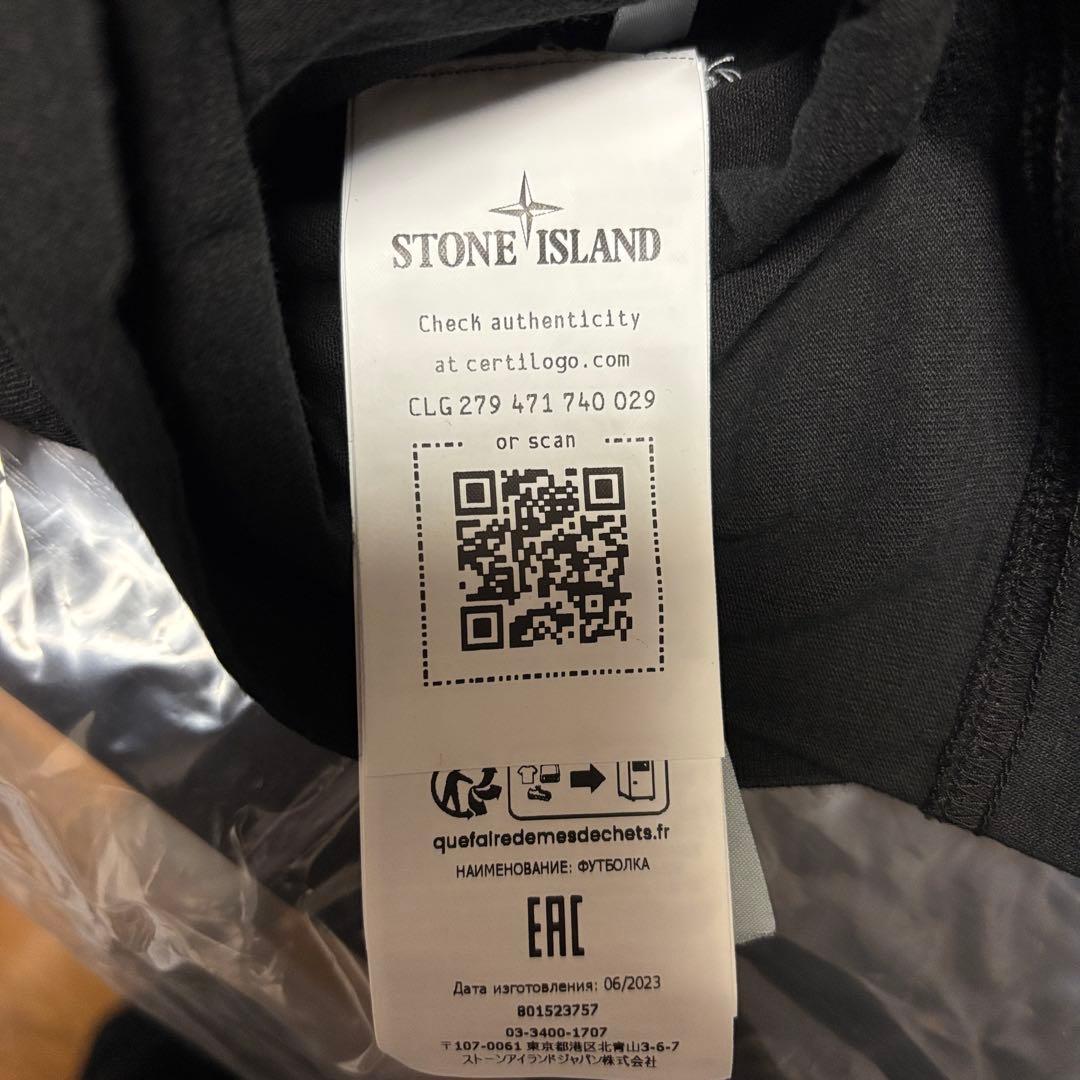 STONE ISLAND
Check authenticity
at certilogo.com
CLG 279 471 740 029
or scan
quefairedemesdechets.fr
НАИМЕНОВАНИЕ: ФУТБОЛКА
EAC
Дата изготовления: 06/2023
801523757
03-3400-1707
〒107-0061 東京都港区北青山3-6-7
ストーンアイランドジャパン株式会社